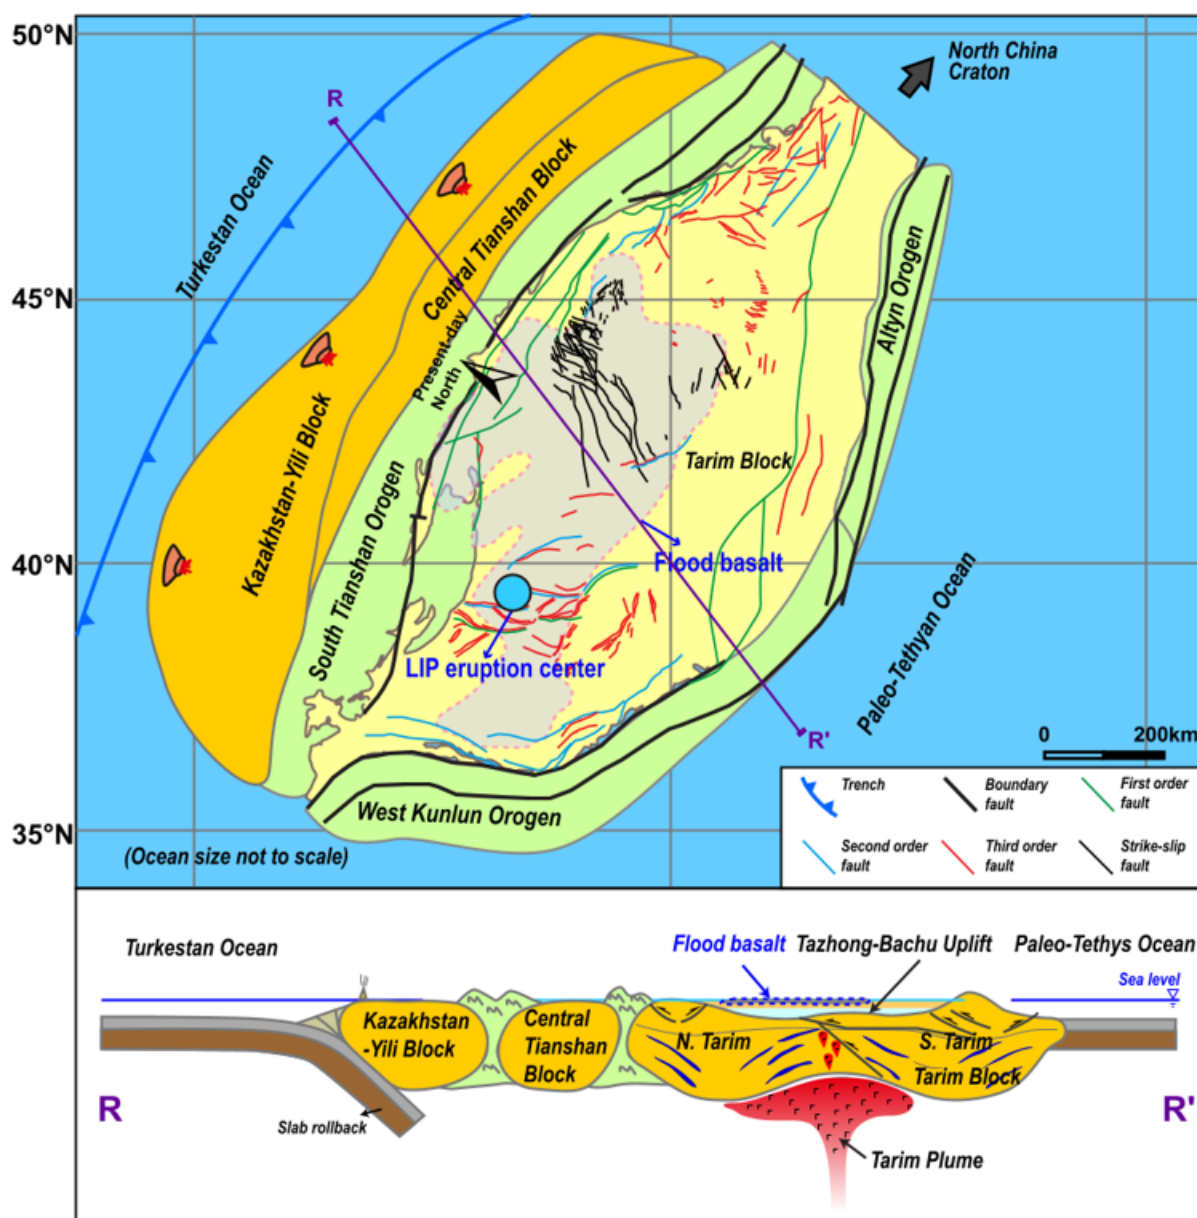 50°N
45°N
40°N
35°N
North China
Craton
R
Turkestan Ocean
Central Tianshan Block
Present-day
North
Altyn Orogen
Kazakhstan-Yili Block
Tarim Block
South Tianshan Orogen
Flood basalt
LIP eruption center
Paleo-Tethyan Ocean
R'
West Kunlun Orogen
(Ocean size not to scale)
0 200km
Trench
Boundary
fault
First order
fault
Second order
fault
Third order
fault
Strike-slip
fault
Turkestan Ocean
Flood basalt
Tazhong-Bachu Uplift
Paleo-Tethys Ocean
Sea level
Kazakhstan
-Yili Block
Central
Tianshan
Block
N. Tarim
S. Tarim
Tarim Block
R
R'
Slab rollback
Tarim Plume